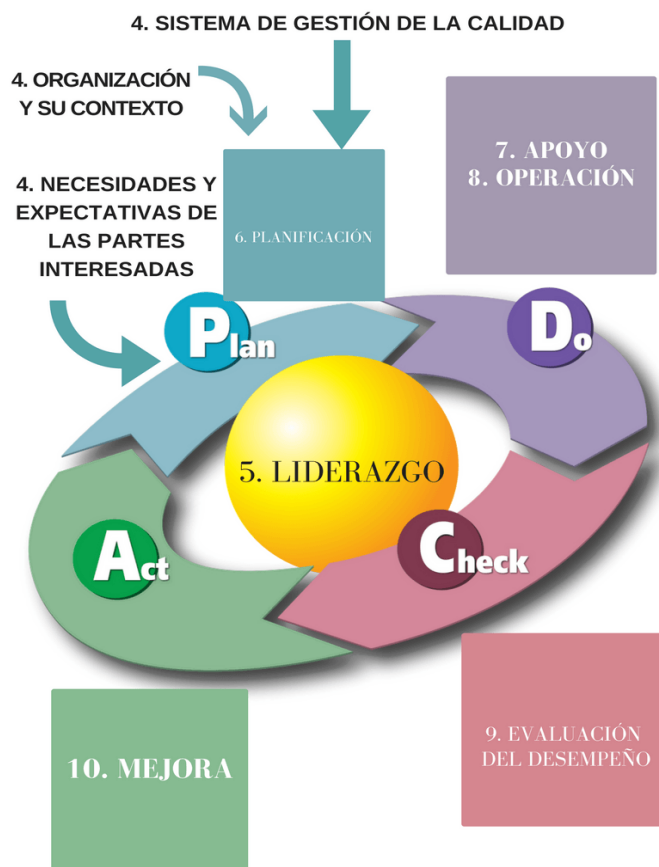 4. SISTEMA DE GESTIÓN DE LA CALIDAD
4. ORGANIZACIÓN
Y SU CONTEXTO
4. NECESIDADES Y
EXPECTATIVAS DE
LAS PARTES
INTERESADAS
6. PLANIFICACIÓN
7. APOYO
8. OPERACIÓN
Plan
Do
5. LIDERAZGO
Act
Check
9. EVALUACIÓN
DEL DESEMPEÑO
10. MEJORA